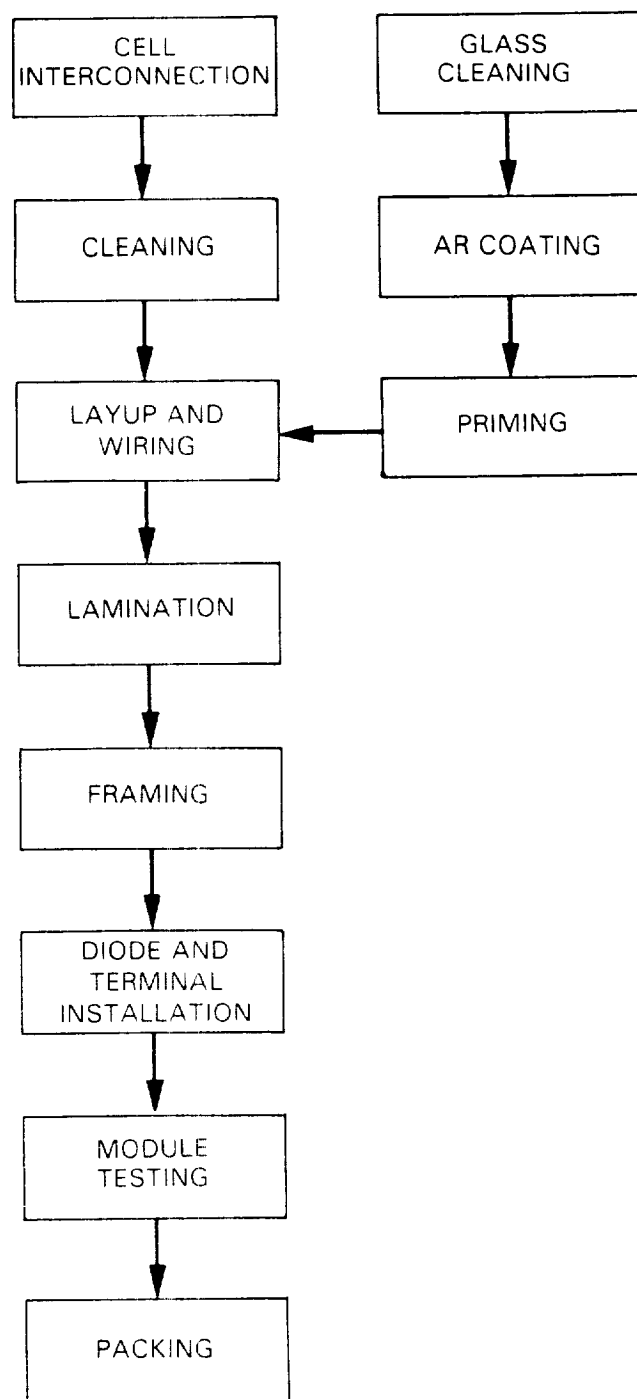 CELL
INTERCONNECTION
GLASS
CLEANING
CLEANING
AR COATING
LAYUP AND
WIRING
PRIMING
LAMINATION
FRAMING
DIODE AND
TERMINAL
INSTALLATION
MODULE
TESTING
PACKING